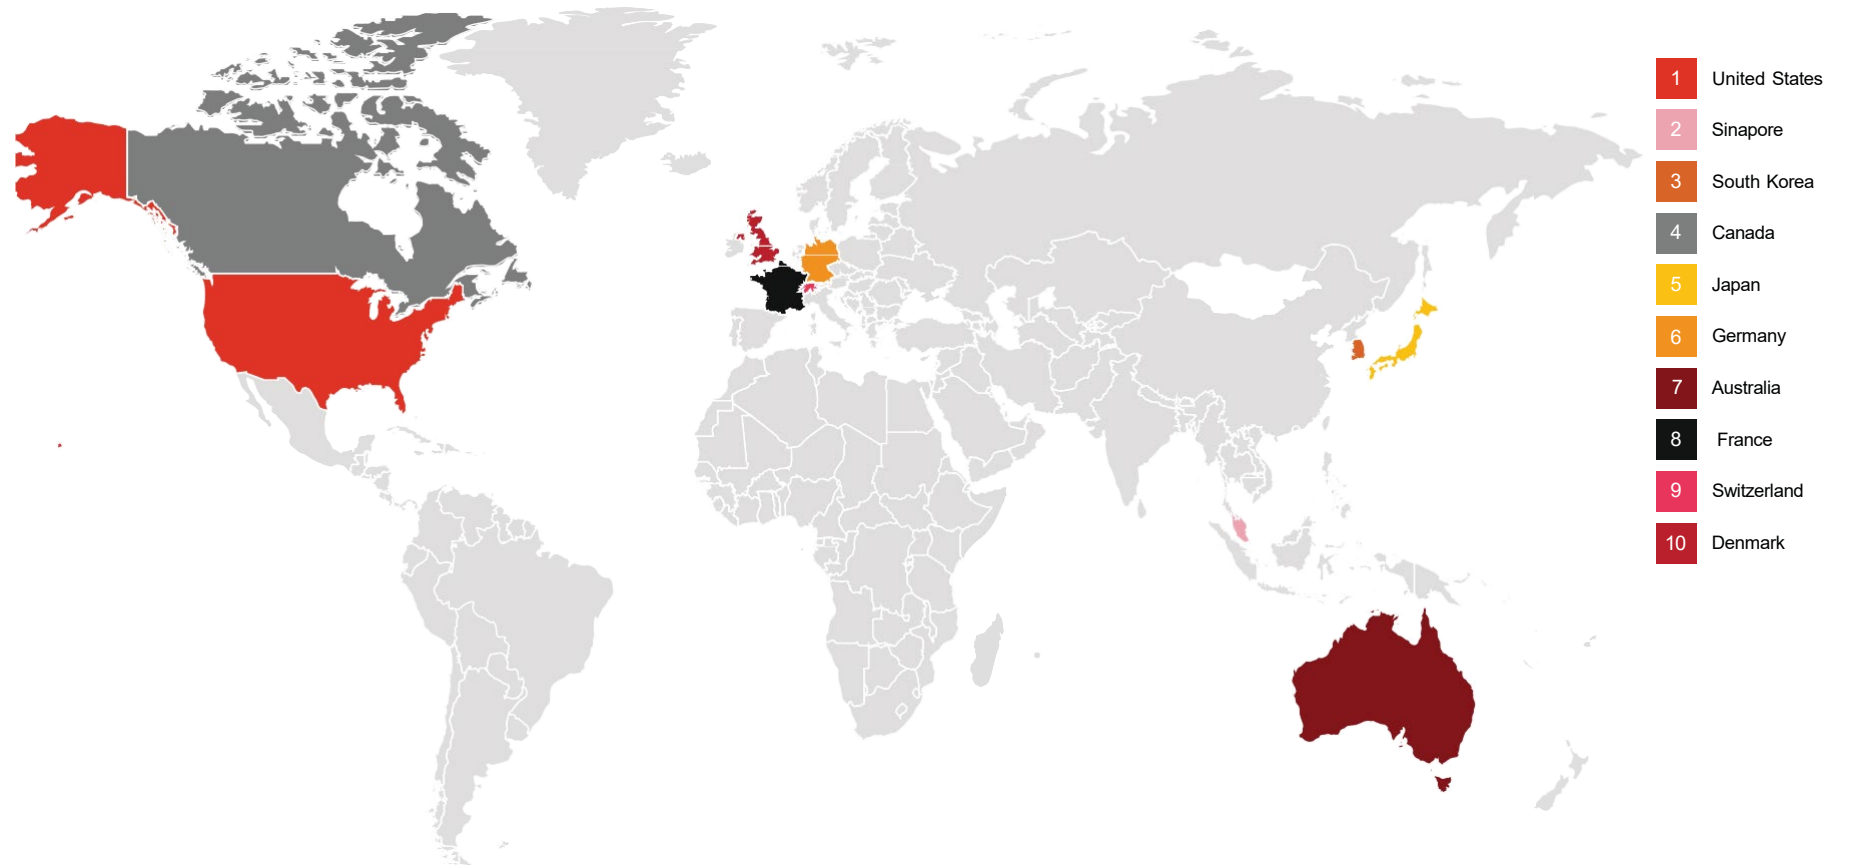 1 United States
2 Sinapore
3 South Korea
4 Canada
5 Japan
6 Germany
7 Australia
8 France
9 Switzerland
10 Denmark